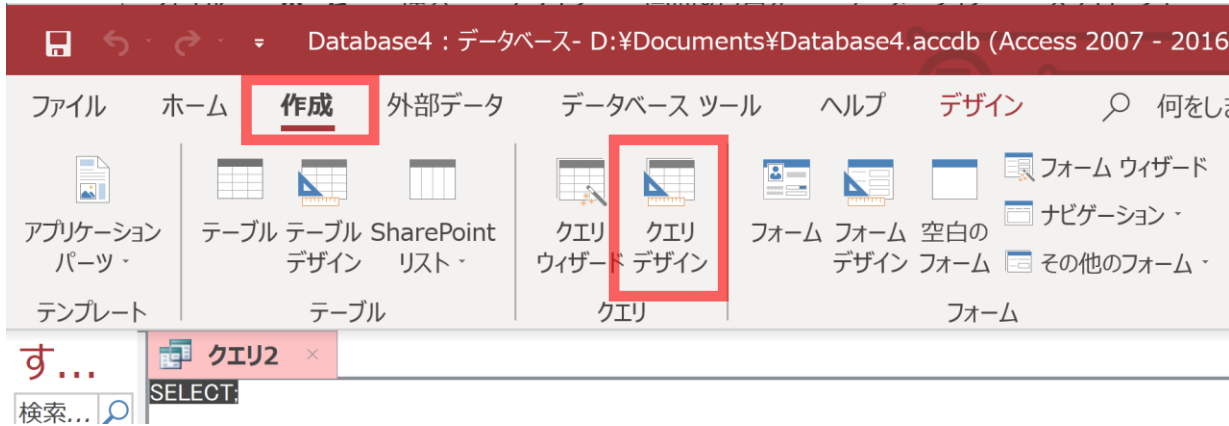 Database4 : データベース- D:¥Documents¥Database4.accdb (Access 2007 - 2016
ファイル ホーム 作成 外部データ データベース ツール ヘルプ デザイン 何をしま
アプリケーション
パーツ
テーブル
テーブル
デザイン
SharePoint
リスト
クエリ
ウィザード
クエリ
デザイン
フォーム
フォーム
デザイン
空白の
フォーム
フォーム ウィザード
ナビゲーション
その他のフォーム
テンプレート テーブル クエリ フォーム
す...
クエリ2
検索...
SELECT;